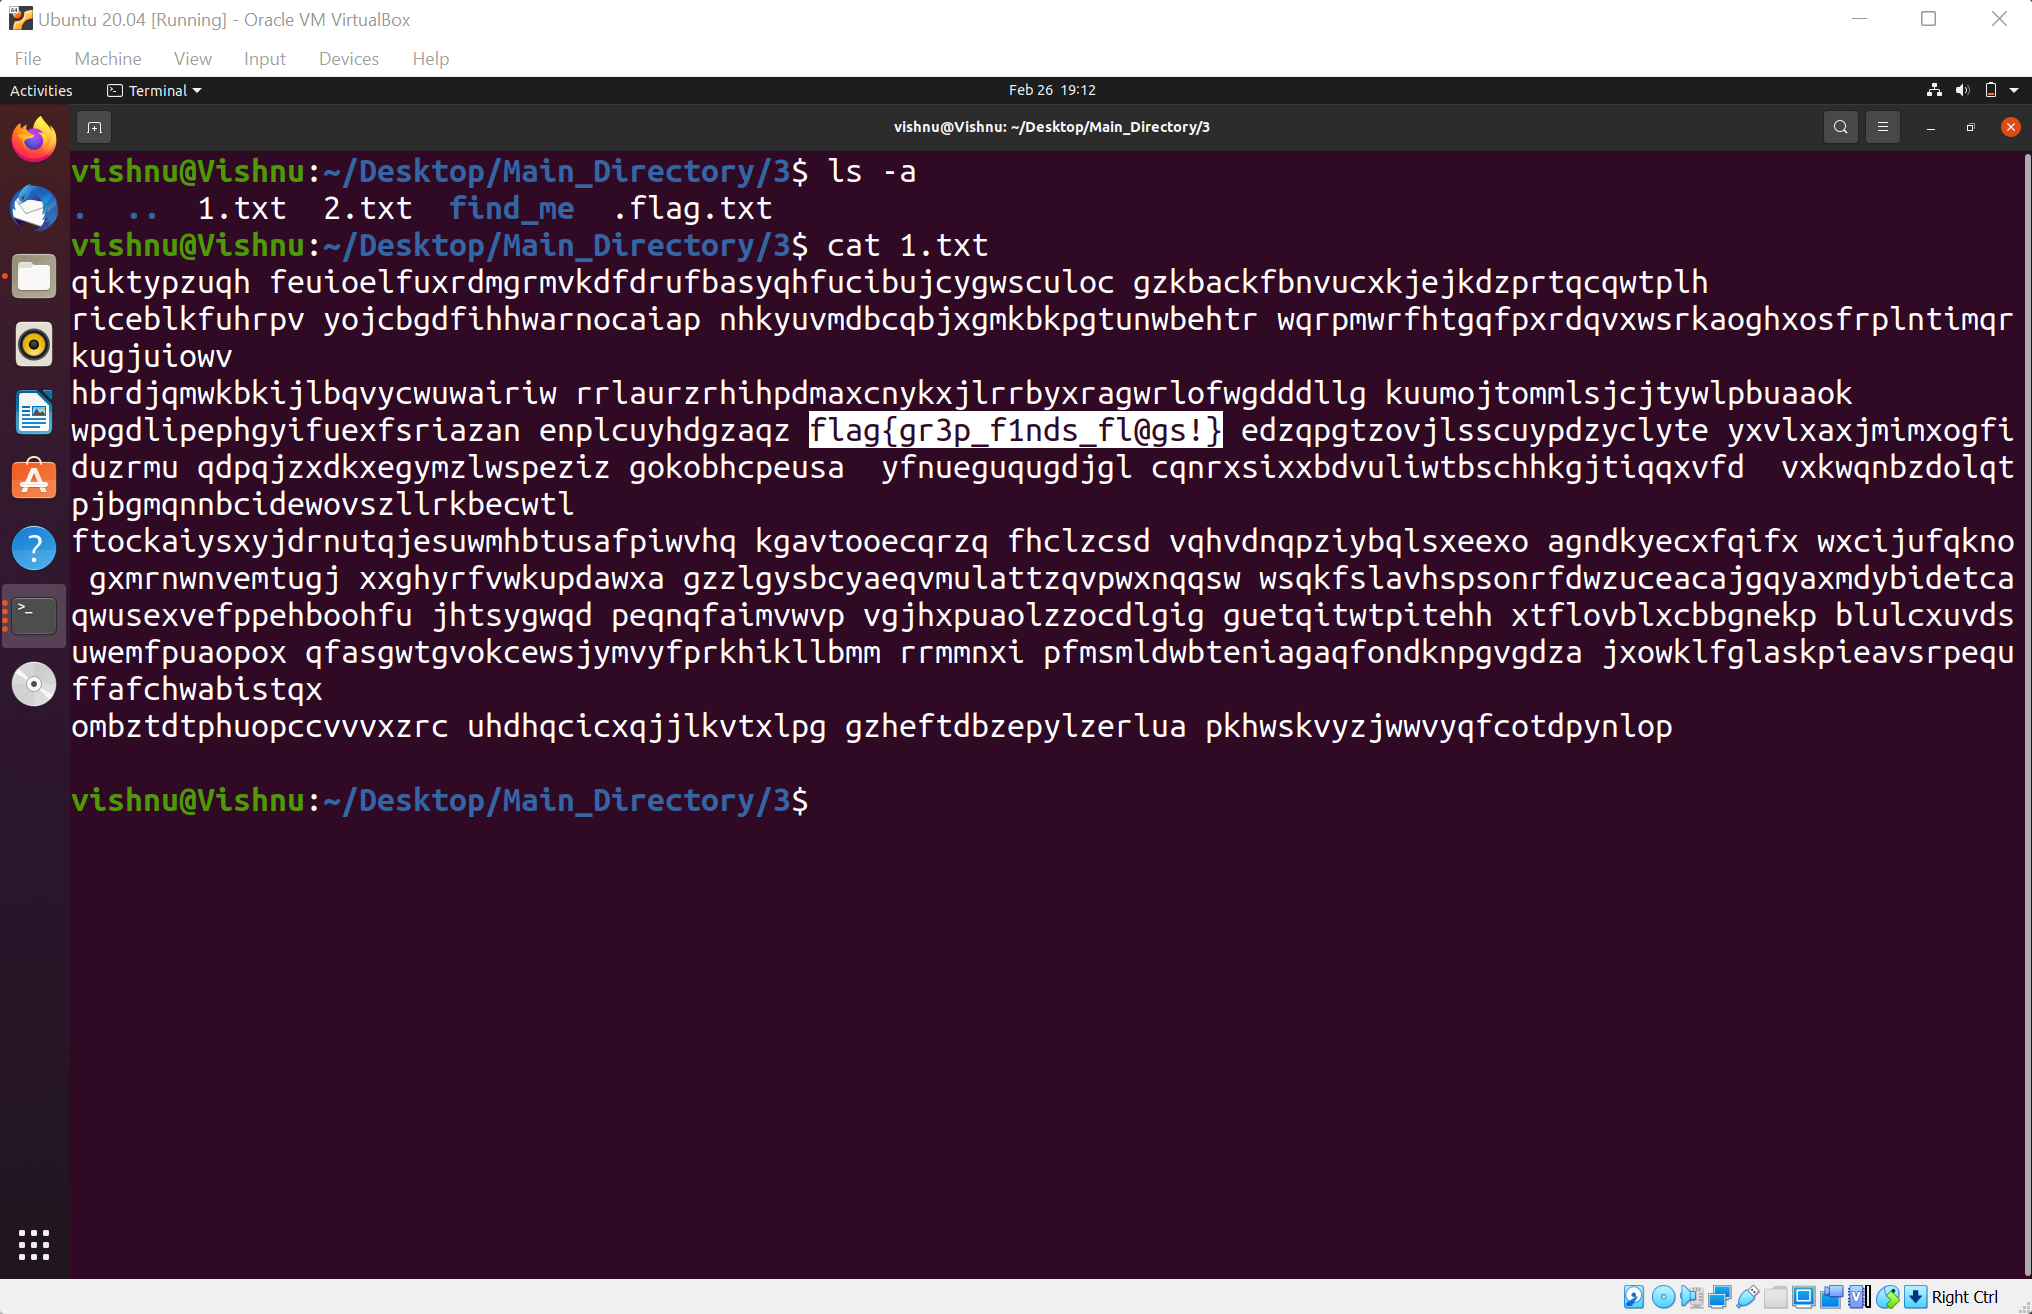 Ubuntu 20.04 [Running] - Oracle VM VirtualBox
File Machine View Input Devices Help
Activities Terminal Feb 26 19:12
vishnu@Vishnu: ~/Desktop/Main_Directory/3
vishnu@Vishnu:~/Desktop/Main_Directory/3$ ls -a
. .. 1.txt 2.txt find_me .flag.txt
vishnu@Vishnu:~/Desktop/Main_Directory/3$ cat 1.txt
qiktypzuqh feuioelfuxrdmgrmvkdfdrufbasyqhfucibujcygwsculoc gzkbackfbnvucxkjejkdzprtqcqwtplh
riceblkfuhrpv yojcbgdfihhwarnocaiap nhkyuvmdbcqbjxgmkbkpgtunwbehtr wqrpmwrfhtgqfpxrdqvxwsrkaoghxosfrplntimqr
kugjuiowv
hbrdjqmwkbkijlbqvycwuwairiw rrlaurzrhihpdmaxcnykxjlrrbyxragwrlofwgdddllg kuumojtommlsjcjtywlpbuaaok
wpgdlipephgyifuexfsriazan enplcuyhdgzaqz flag{gr3p_f1nds_fl@gs!} edzqpgtzovjlsscuypdzyclyte yxvlxaxjmimxogfi
duzrmu qdpqjzxdkxegymzlwspeziz gokobhcpeusa  yfnueguqugdjgl cqnrxsixxbdvuliwtbschhkgjtiqqxvfd  vxkwqnbzdolqt
pjbgmqnnbcidewovszllrkbecwtl
ftockaiysxyjdrnutqjesuwmhbtusafpiwvhq kgavtooecqrzq fhclzcsd vqhvdnqpziybqlsxeexo agndkyecxfqifx wxcijufqkno
 gxmrnwnvemtugj xxghyrfvwkupdawxa gzzlgysbcyaeqvmulattzqvpwxnqqsw wsqkfslavhspsonrfdwzuceacajgqyaxmdybidetca
qwusexvefppehboohfu jhtsygwqd peqnqfaimvwvp vgjhxpuaolzzocdlgig guetqitwtpitehh xtflovblxcbbgnekp blulcxuvds
uwemfpuaopox qfasgwtgvokcewsjymvyfprkhikllbmm rrmmnxi pfmsmldwbteniagaqfondknpgvgdza jxowklfglaskpieavsrpequ
ffafchwabistqx
ombztdtphuopccvvvxzrc uhdhqcicxqjjlkvtxlpg gzheftdbzepylzerlua pkhwskvyzjwwvyqfcotdpynlop
vishnu@Vishnu:~/Desktop/Main_Directory/3$
Right Ctrl